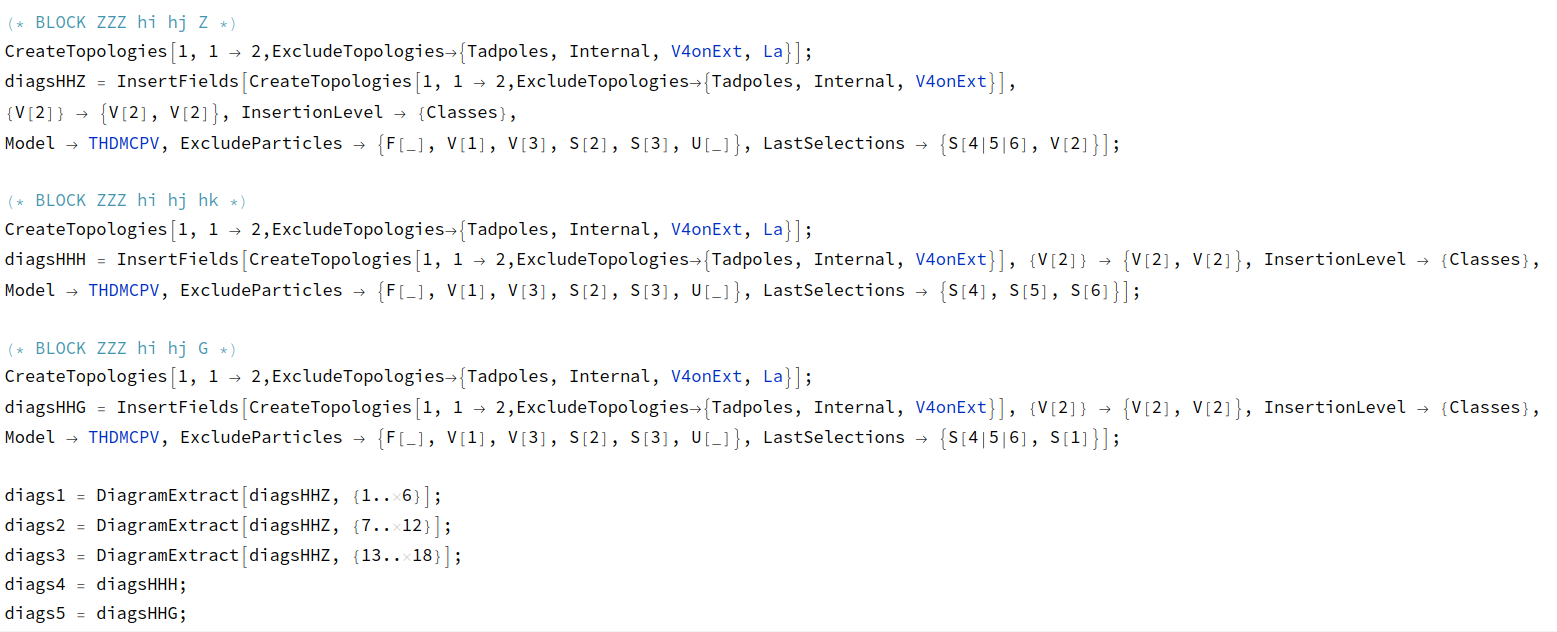 (* BLOCK ZZZ hi hj Z *)
CreateTopologies[1, 1 → 2,ExcludeTopologies→{Tadpoles, Internal, V4onExt, La}];
diagsHHZ = InsertFields[CreateTopologies[1, 1 → 2,ExcludeTopologies→{Tadpoles, Internal, V4onExt}],
{V[2]} → {V[2], V[2]}, InsertionLevel → {Classes},
Model → THDMCPV, ExcludeParticles → {F[_], V[1], V[3], S[2], S[3], U[_]}, LastSelections → {S[4|5|6], V[2]}];
(* BLOCK ZZZ hi hj hk *)
CreateTopologies[1, 1 → 2,ExcludeTopologies→{Tadpoles, Internal, V4onExt, La}];
diagsHHH = InsertFields[CreateTopologies[1, 1 → 2,ExcludeTopologies→{Tadpoles, Internal, V4onExt}], {V[2]} → {V[2], V[2]}, InsertionLevel → {Classes},
Model → THDMCPV, ExcludeParticles → {F[_], V[1], V[3], S[2], S[3], U[_]}, LastSelections → {S[4], S[5], S[6]}];
(* BLOCK ZZZ hi hj G *)
CreateTopologies[1, 1 → 2,ExcludeTopologies→{Tadpoles, Internal, V4onExt, La}];
diagsHHG = InsertFields[CreateTopologies[1, 1 → 2,ExcludeTopologies→{Tadpoles, Internal, V4onExt}], {V[2]} → {V[2], V[2]}, InsertionLevel → {Classes},
Model → THDMCPV, ExcludeParticles → {F[_], V[1], V[3], S[2], S[3], U[_]}, LastSelections → {S[4|5|6], S[1]}];
diags1 = DiagramExtract[diagsHHZ, {1..×6}];
diags2 = DiagramExtract[diagsHHZ, {7..×12}];
diags3 = DiagramExtract[diagsHHZ, {13..×18}];
diags4 = diagsHHH;
diags5 = diagsHHG;